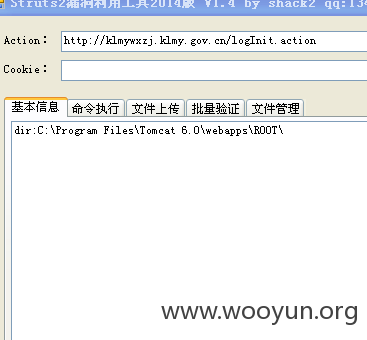 Struts2漏洞利用工具2014版 V1.4 by shack2 qq:134
Action: http://klmywxzj.klmy.gov.cn/logInit.action
Cookie:
基本信息 命令执行 文件上传 批量验证 文件管理
dir:C:\Program Files\Tomcat 6.0\webapps\ROOT\
www.wooyun.org